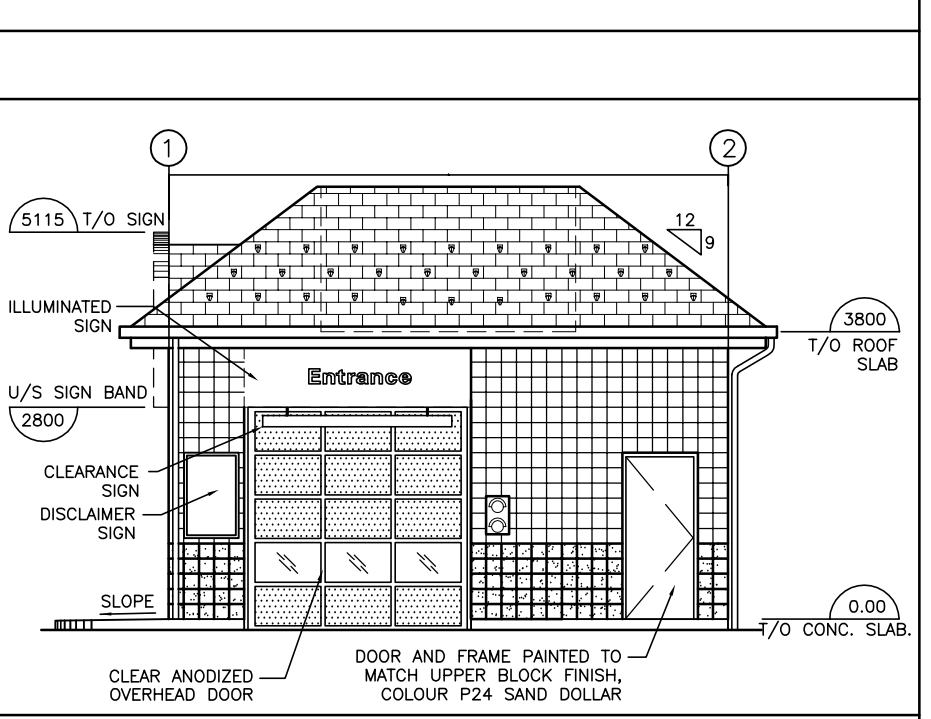 1
2
5115
T/O SIGN
12
9
ILLUMINATED
SIGN
3800
T/O ROOF
SLAB
Entrance
U/S SIGN BAND
2800
CLEARANCE
SIGN
DISCLAIMER
SIGN
SLOPE
0.00
T/O CONC. SLAB.
CLEAR ANODIZED
OVERHEAD DOOR
DOOR AND FRAME PAINTED TO
MATCH UPPER BLOCK FINISH,
COLOUR P24 SAND DOLLAR